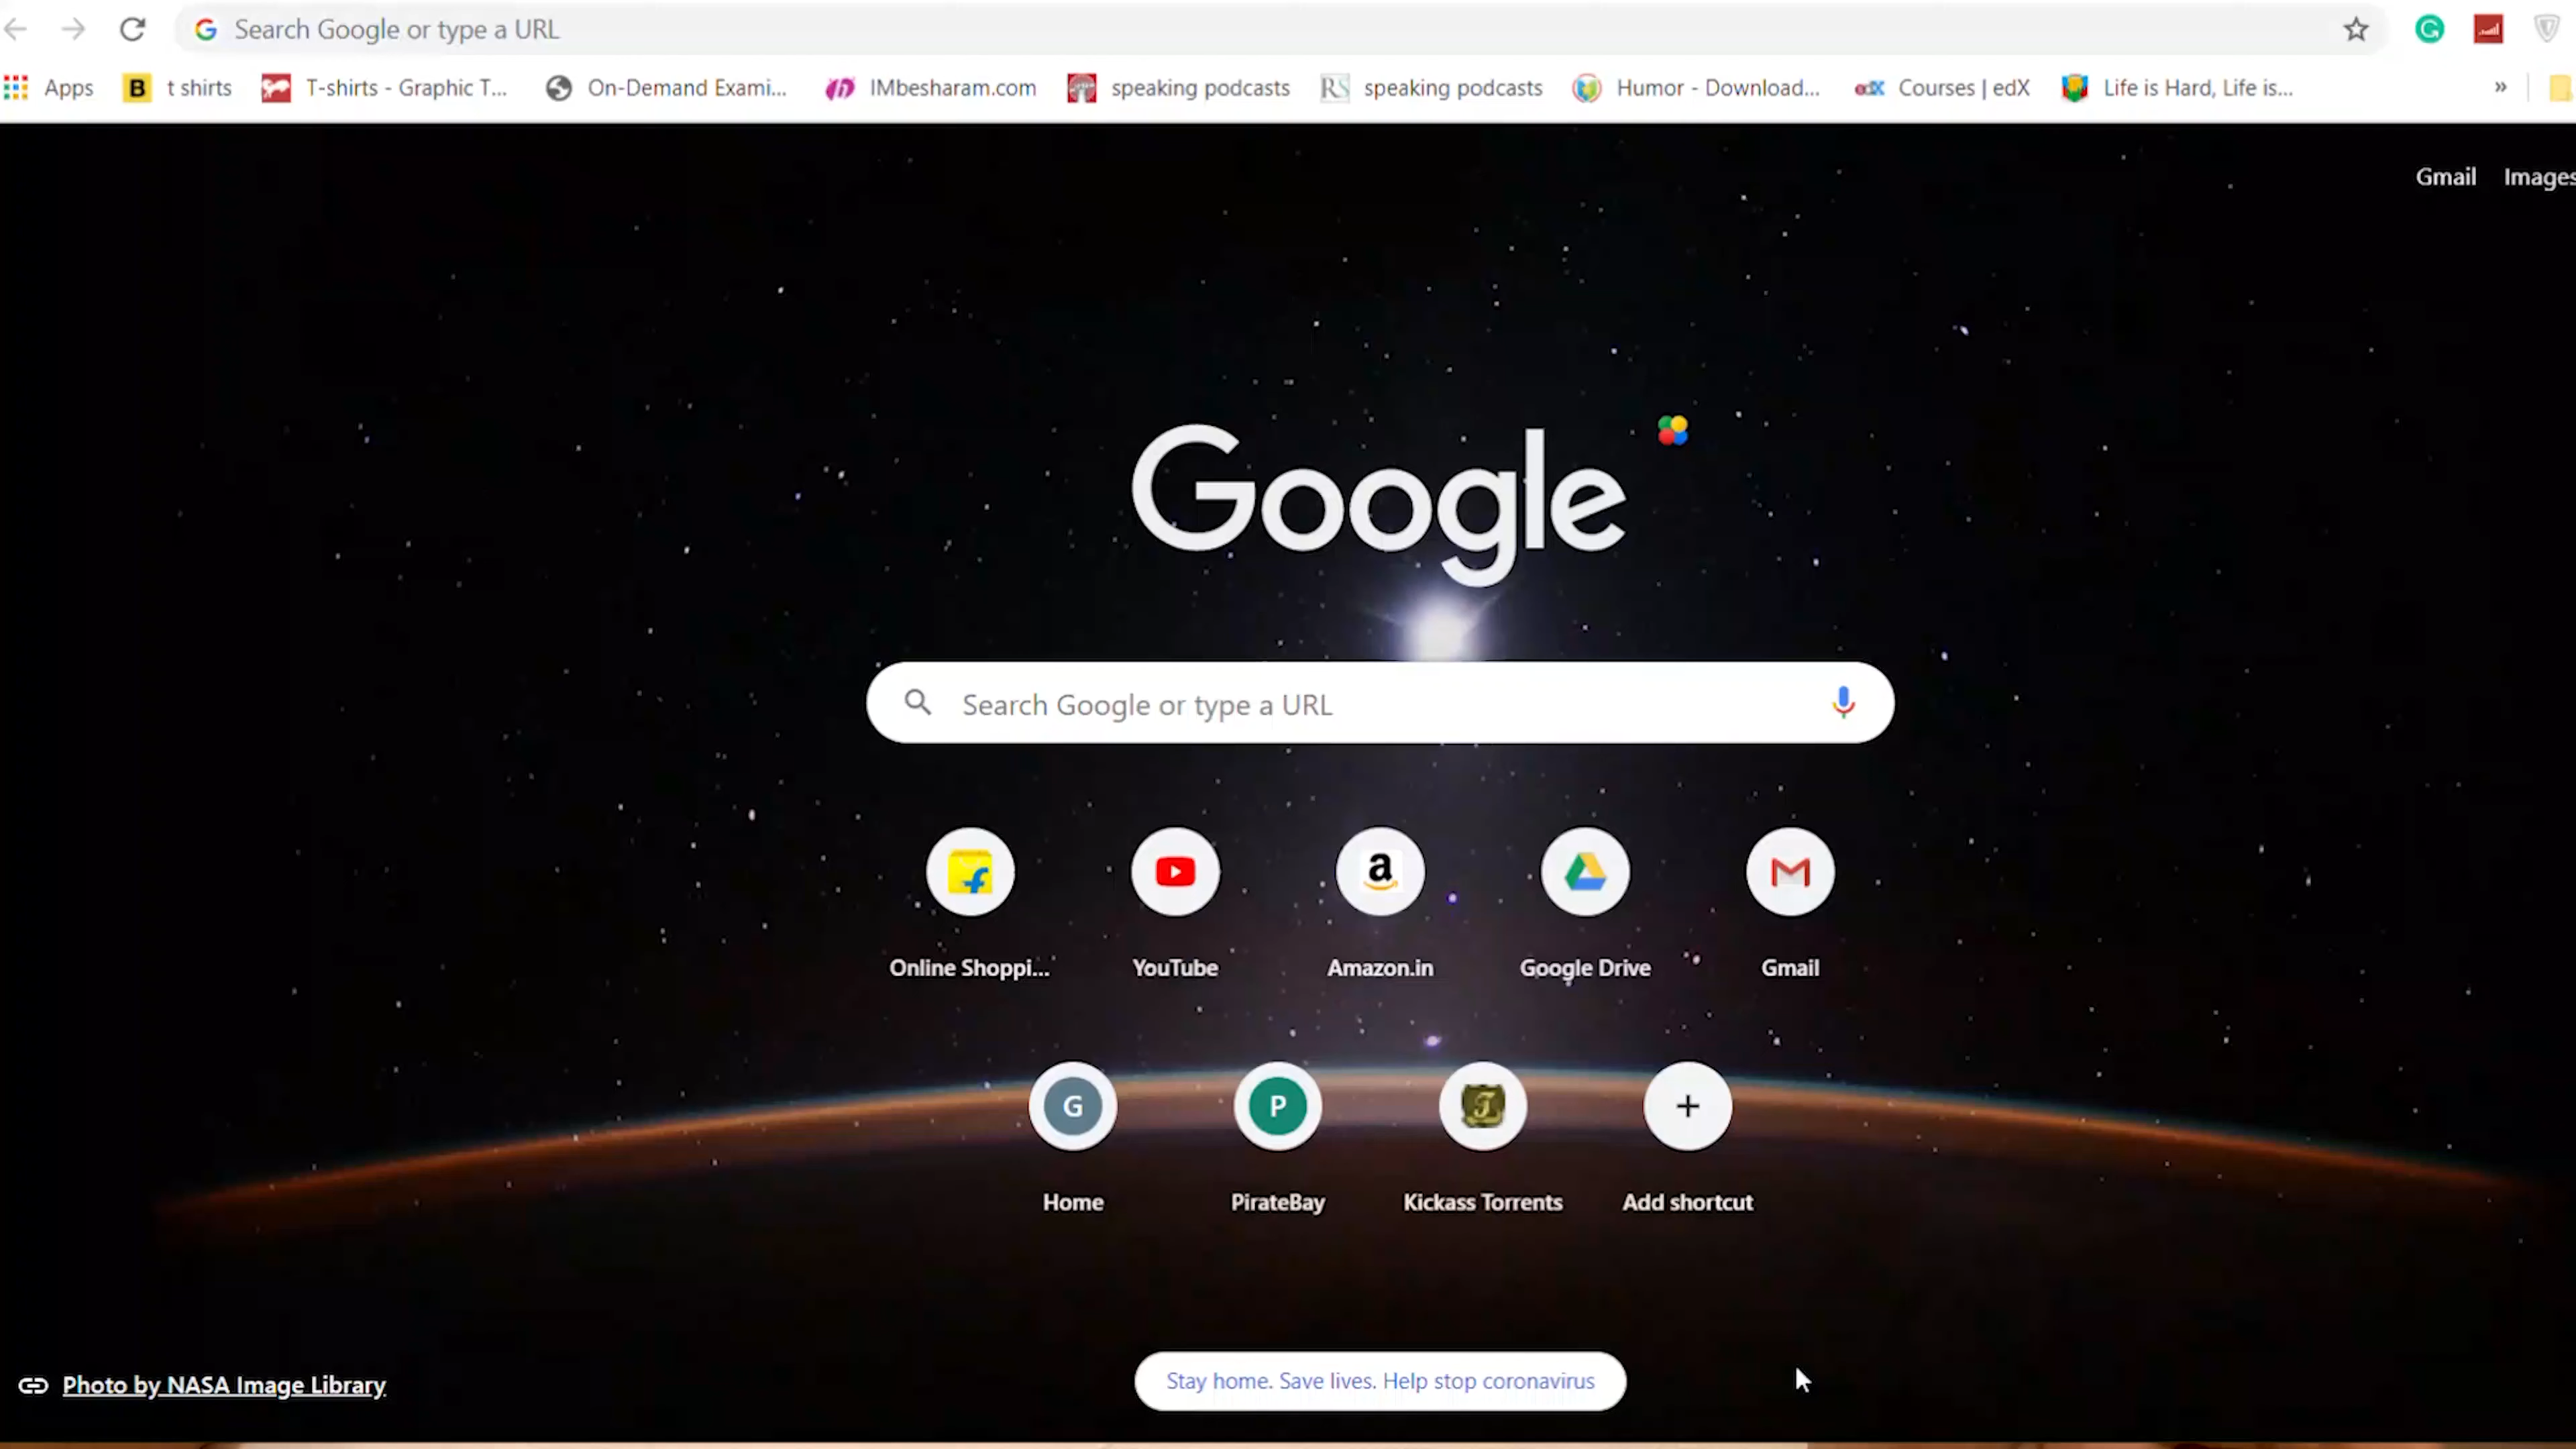 Search Google or type a URL
Apps t shirts T-shirts - Graphic T... On-Demand Exami... IMbesharam.com speaking podcasts RS speaking podcasts Humor - Download... edX Courses | edX Life is Hard, Life is... »
Gmail Images
Google
Search Google or type a URL
Online Shoppi... YouTube Amazon.in Google Drive Gmail
G P
Home PirateBay Kickass Torrents Add shortcut
Stay home. Save lives. Help stop coronavirus
Photo by NASA Image Library